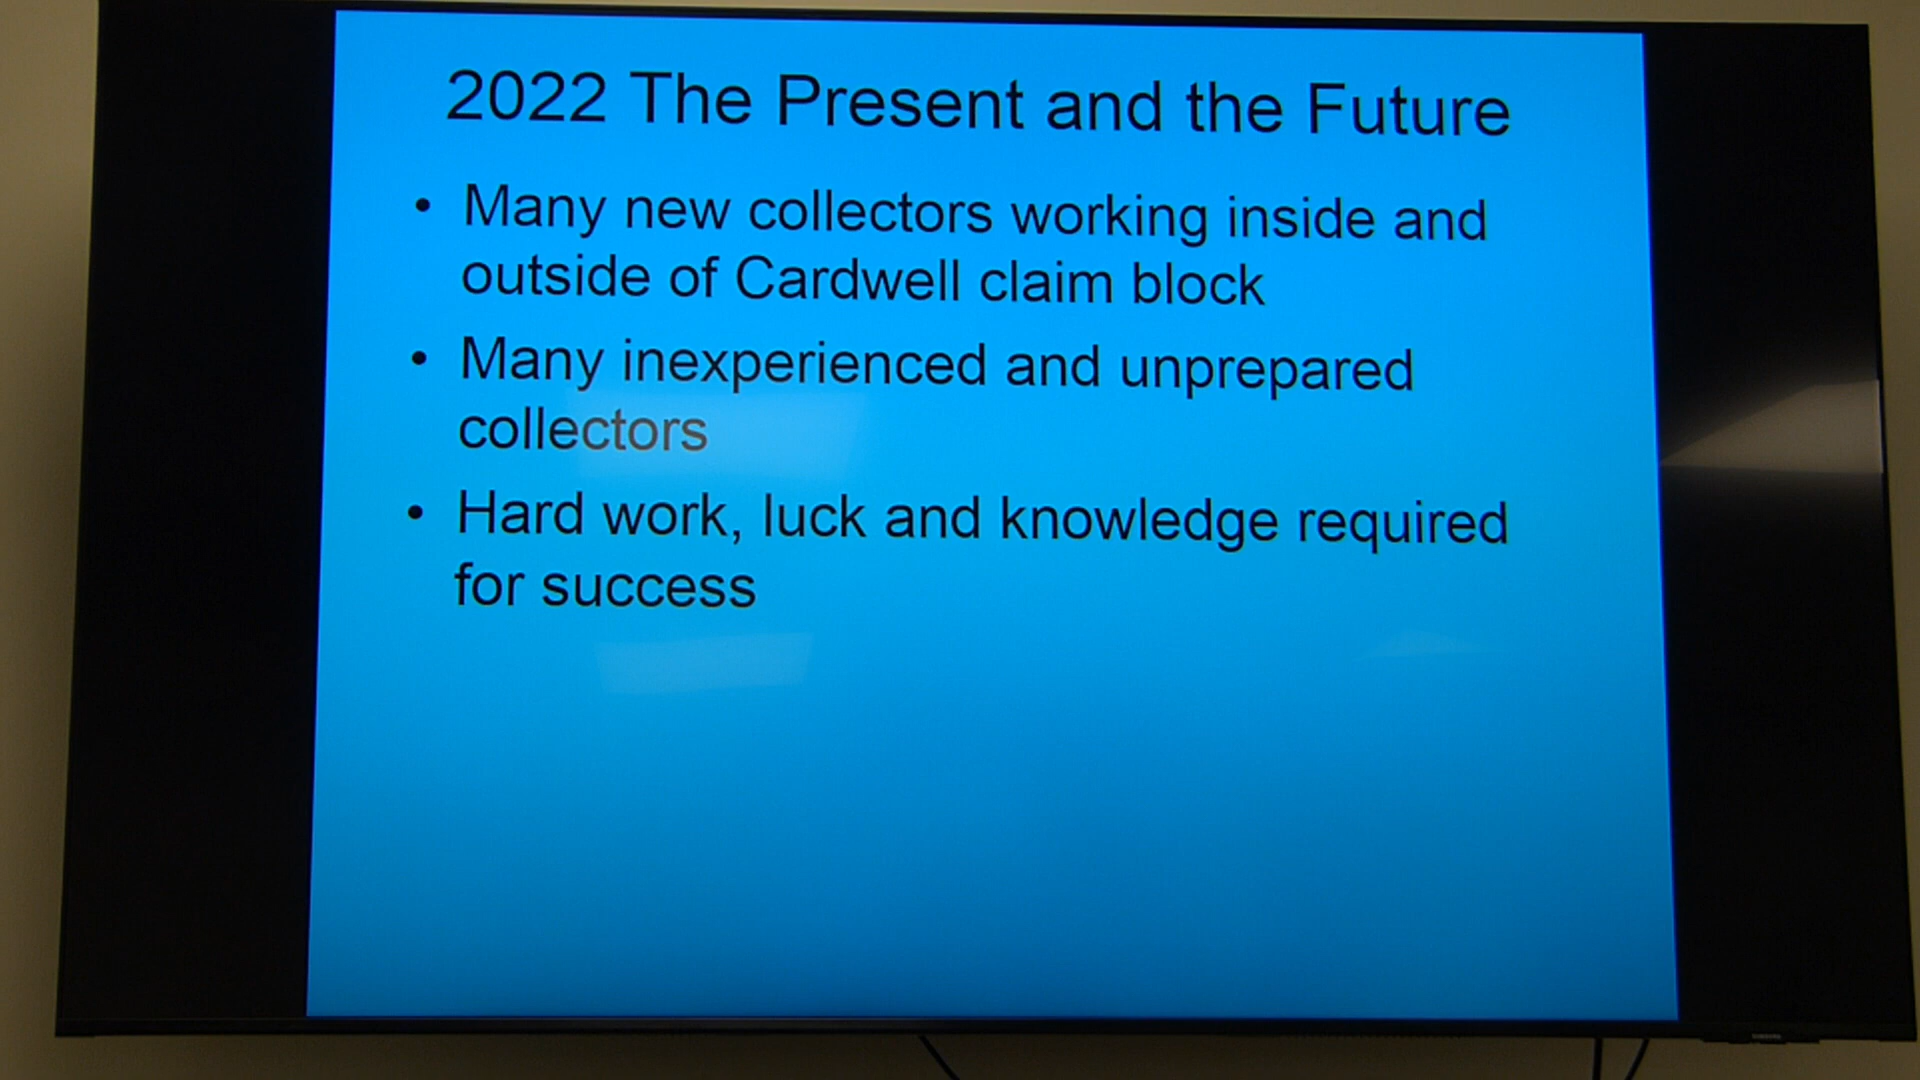 2022 The Present and the Future
• Many new collectors working inside and
outside of Cardwell claim block
• Many inexperienced and unprepared
collectors
• Hard work, luck and knowledge required
for success